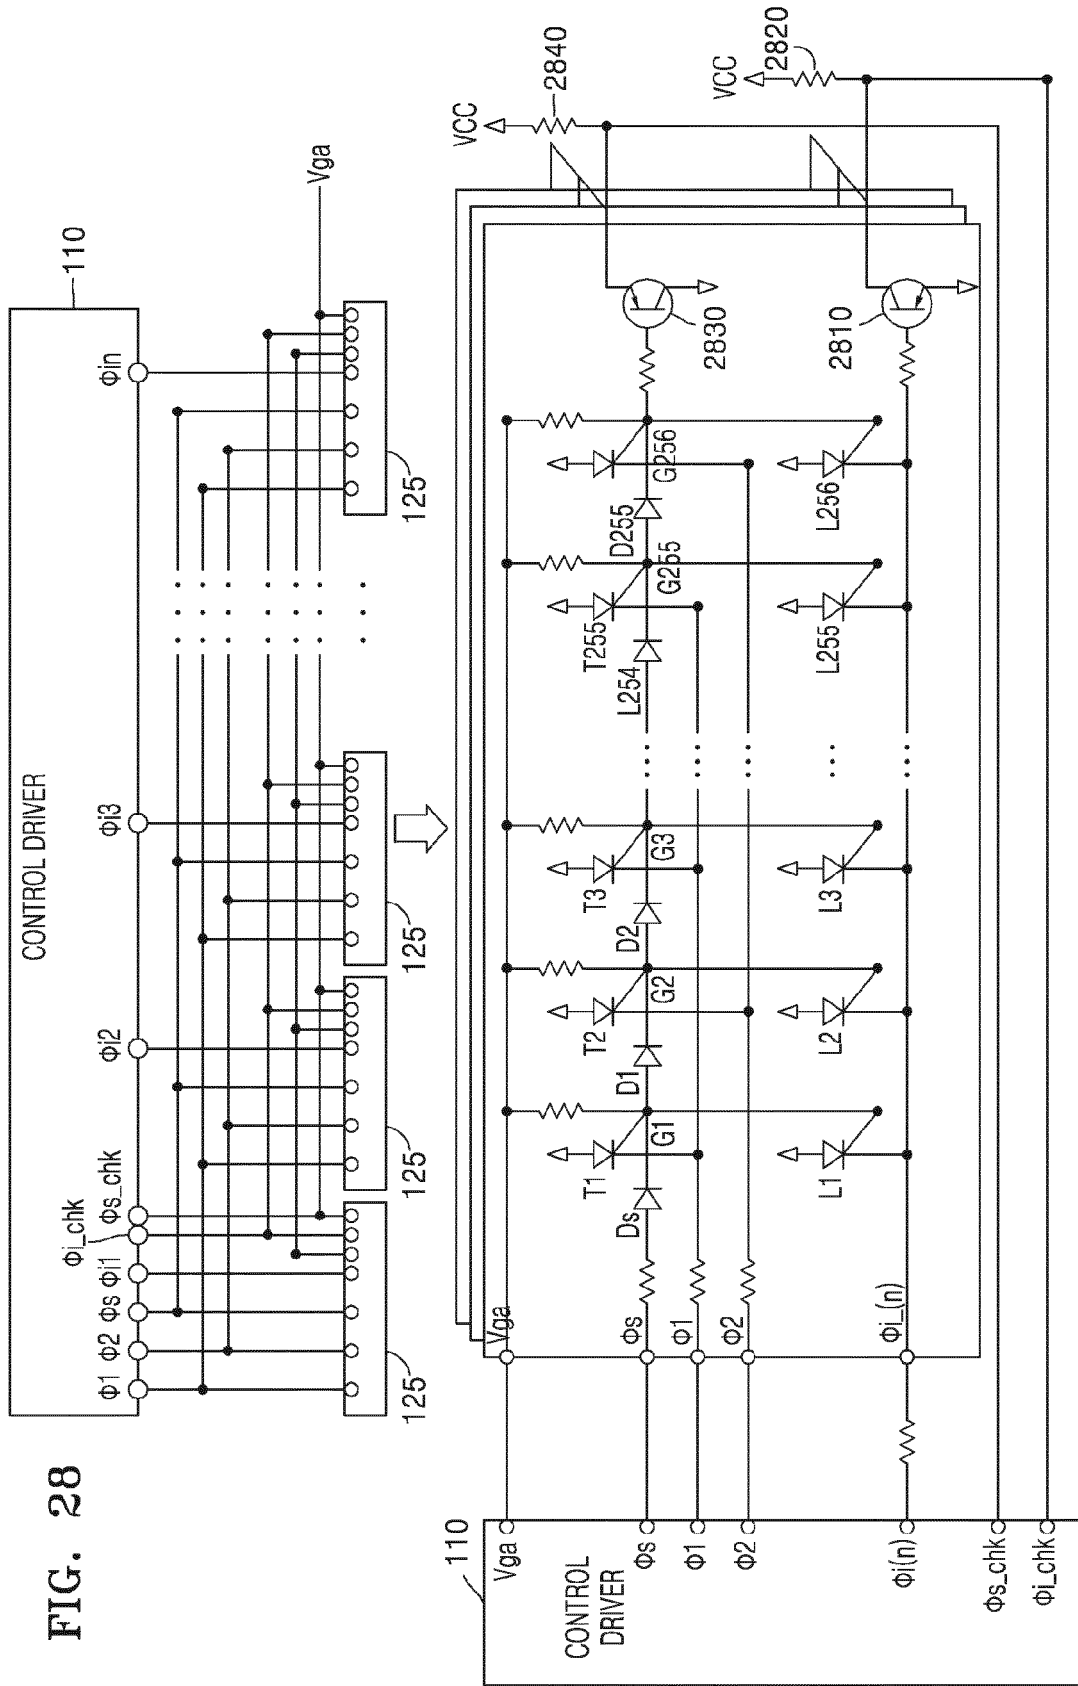 FIG. 28
CONTROL DRIVER
110
Φ1
Φ2
Φs
Φi1
Φi_chk
Φs_chk
Φi2
Φi3
Φin
Vga
125
125
125
125
110
CONTROL
DRIVER
Vga
Φs
Φ1
Φ2
Φi(n)
Φs_chk
Φi_chk
Vga
Φs
Φ1
Φ2
Φi_(n)
Ds
T1
G1
D1
T2
G2
D2
T3
G3
L254
T255
G255
D255
G256
L1
L2
L3
L255
L256
2830
2810
VCC
2840
VCC
2820